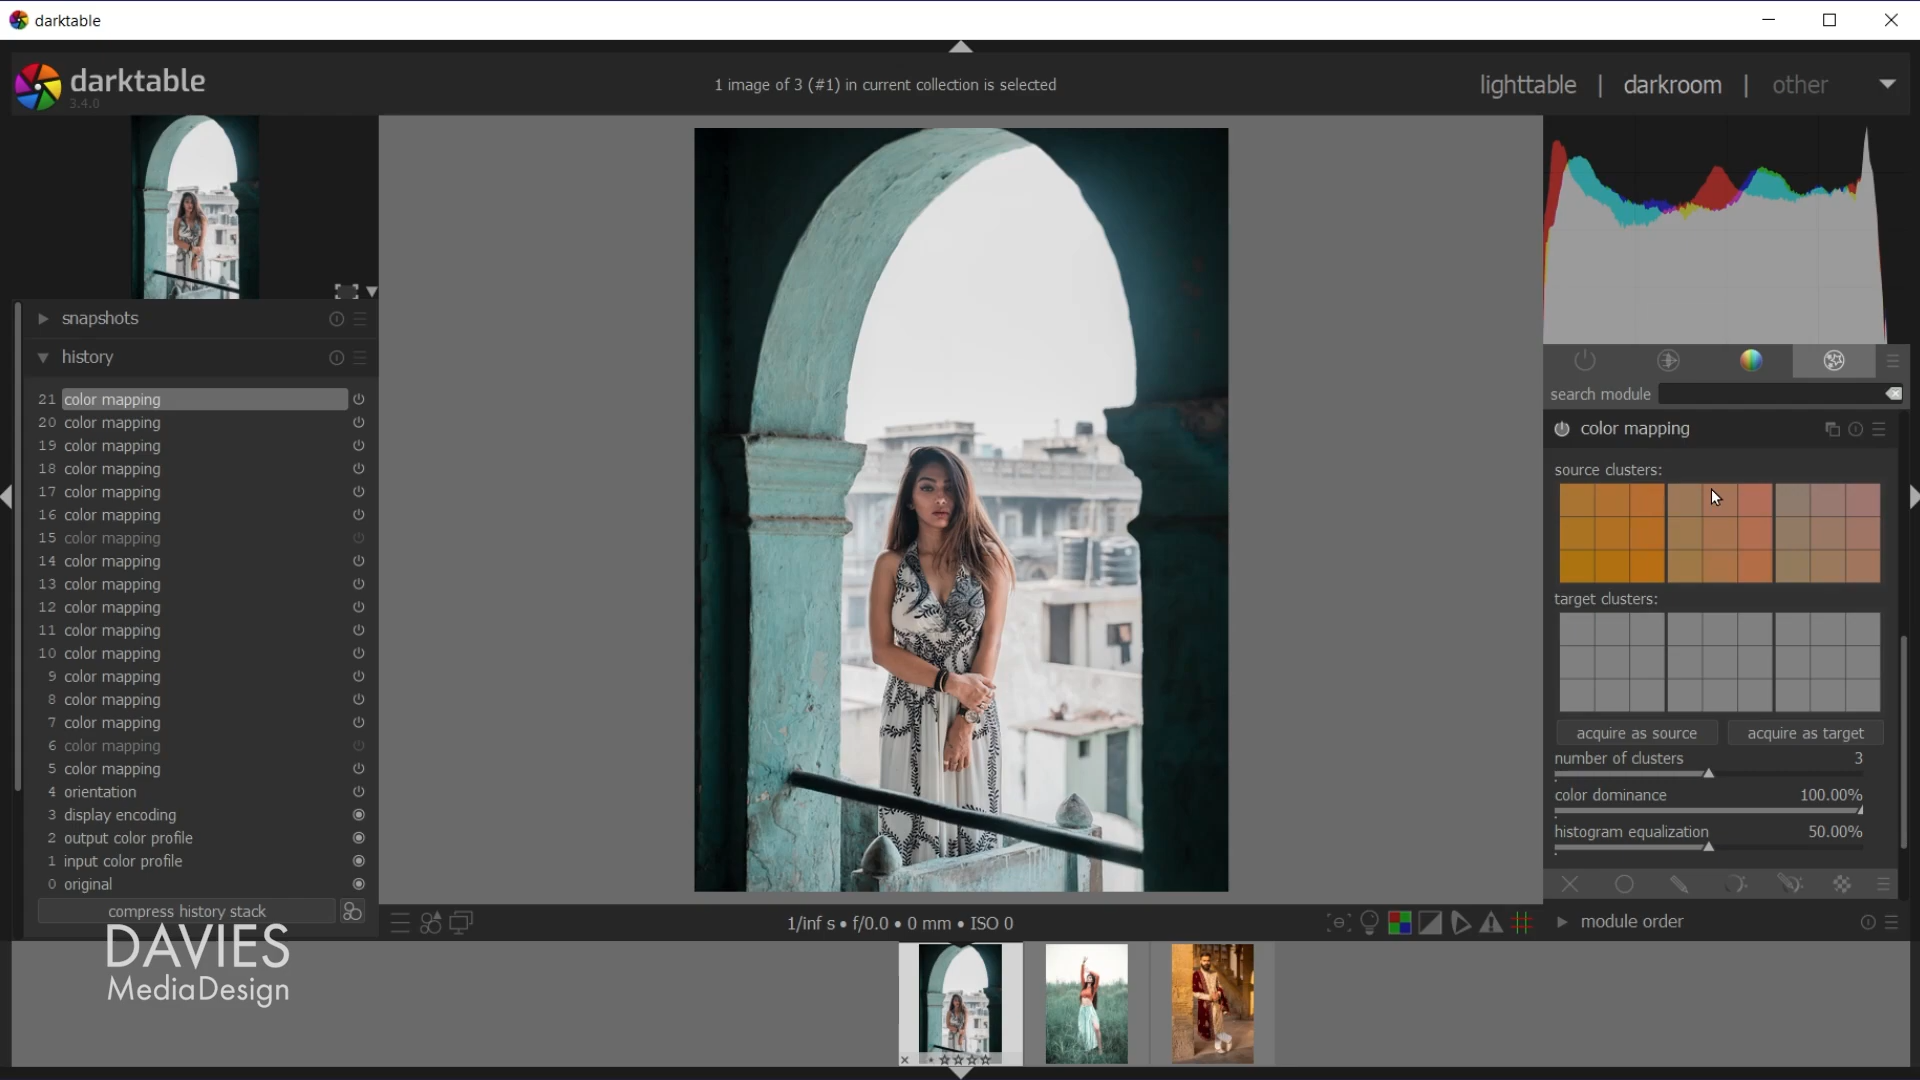 darktable
darktable
3.4.0
1 image of 3 (#1) in current collection is selected
lighttable | darkroom | other
snapshots
history
21 color mapping
20 color mapping
19 color mapping
18 color mapping
17 color mapping
16 color mapping
15 color mapping
14 color mapping
13 color mapping
12 color mapping
11 color mapping
10 color mapping
9 color mapping
8 color mapping
7 color mapping
6 color mapping
5 color mapping
4 orientation
3 display encoding
2 output color profile
1 input color profile
0 original
compress history stack
DAVIES
MediaDesign
1/inf s • f/0.0 • 0 mm • ISO 0
search module
color mapping
source clusters:
target clusters:
acquire as source
acquire as target
number of clusters 3
color dominance 100.00%
histogram equalization 50.00%
module order